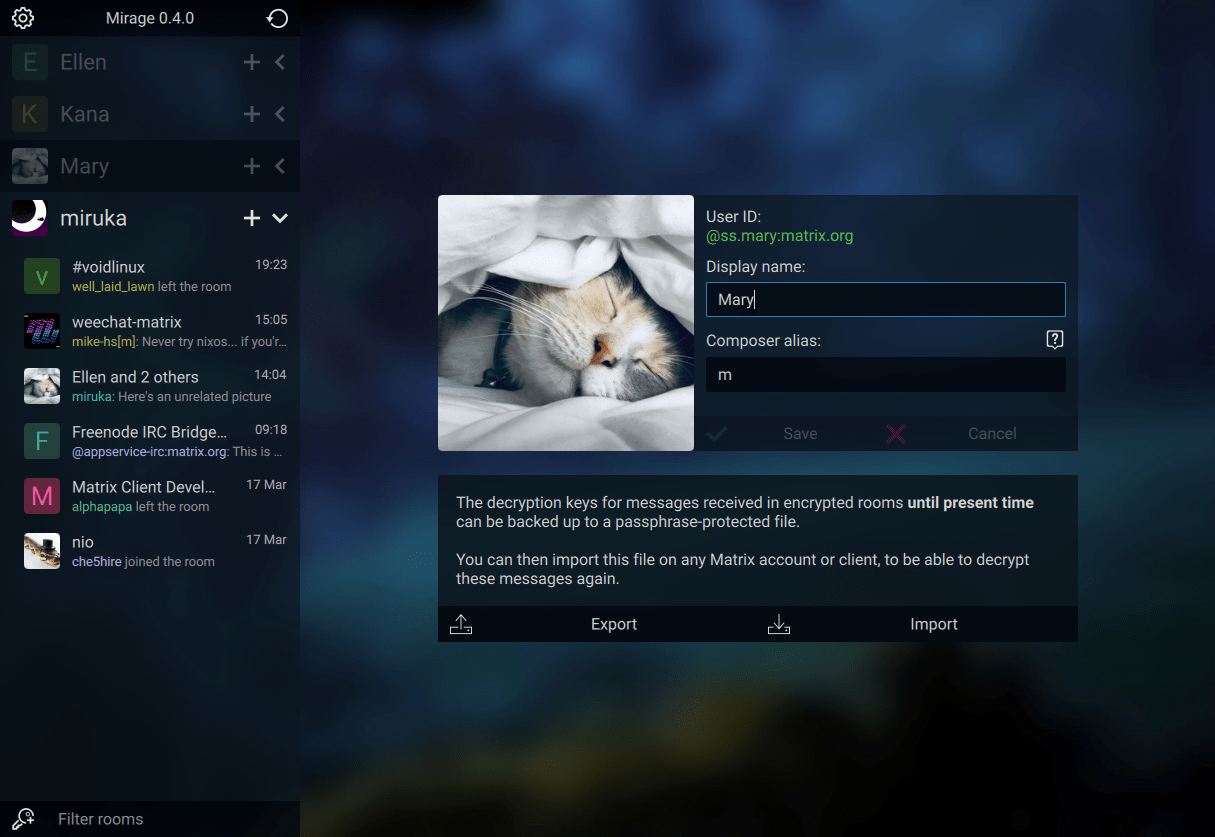 Mirage 0.4.0
E Ellen
K Kana
Mary
miruka
V #voidlinux 19:23
well_laid_lawn left the room
weechat-matrix 15:05
mike-hs[m]: Never try nixos... if you'r...
Ellen and 2 others 14:04
miruka: Here's an unrelated picture
F Freenode IRC Bridge... 09:18
@appservice-irc:matrix.org: This is ...
M Matrix Client Devel... 17 Mar
alphapapa left the room
nio 17 Mar
che5hire joined the room
Filter rooms
User ID:
@ss.mary:matrix.org
Display name:
Mary
Composer alias:
m
Save Cancel
The decryption keys for messages received in encrypted rooms until present time
can be backed up to a passphrase-protected file.
You can then import this file on any Matrix account or client, to be able to decrypt
these messages again.
Export Import